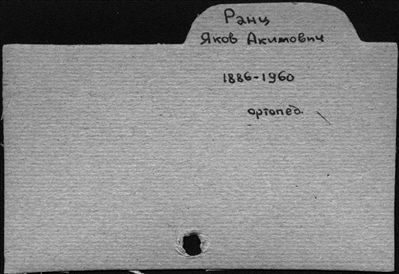 Ранц
Яков Акимович
1886-1960
ортопед.